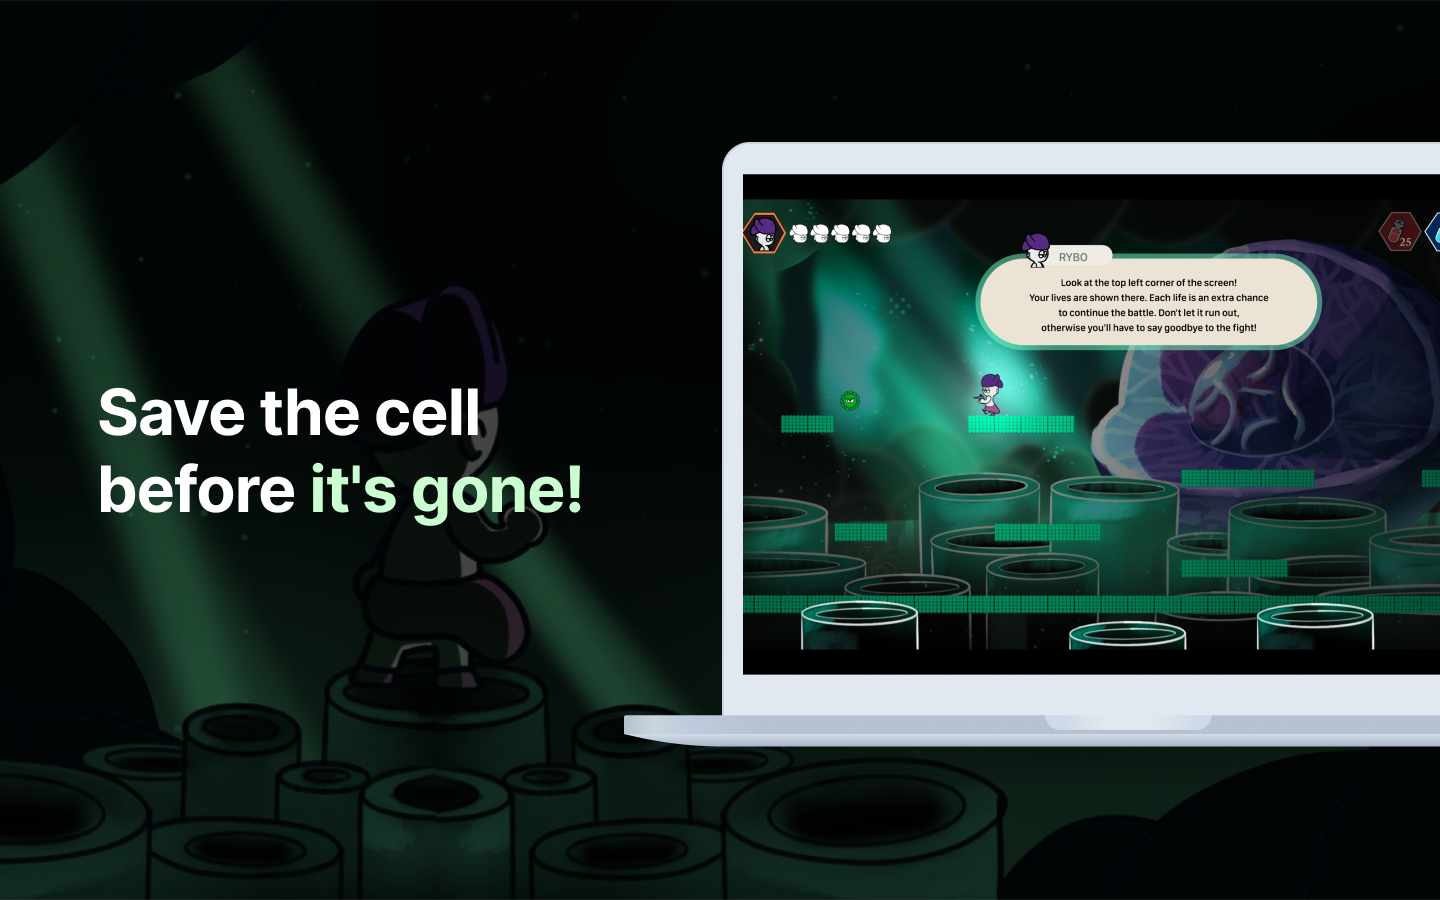 Save the cell
before it's gone!
RYBO
Look at the top left corner of the screen!
Your lives are shown there. Each life is an extra chance
to continue the battle. Don't let it run out,
otherwise you'll have to say goodbye to the fight!
25